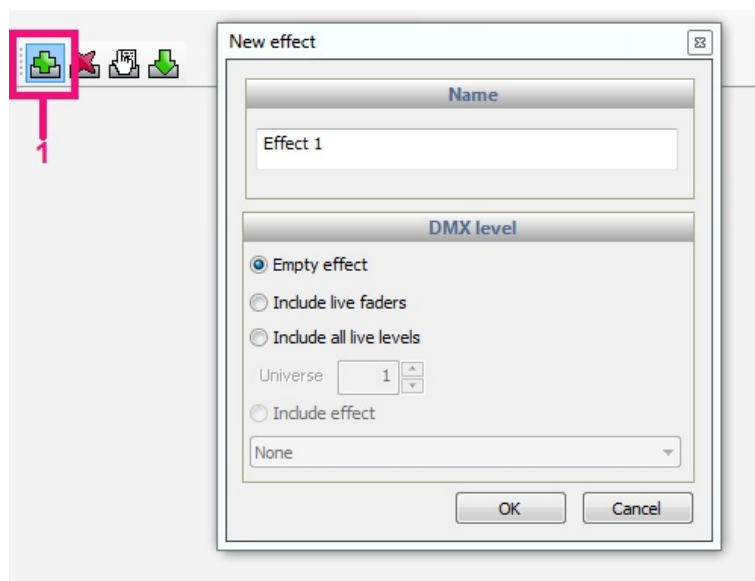 New effect
1
Name
Effect 1
DMX level
Empty effect
Include live faders
Include all live levels
Universe 1
Include effect
None
OK Cancel